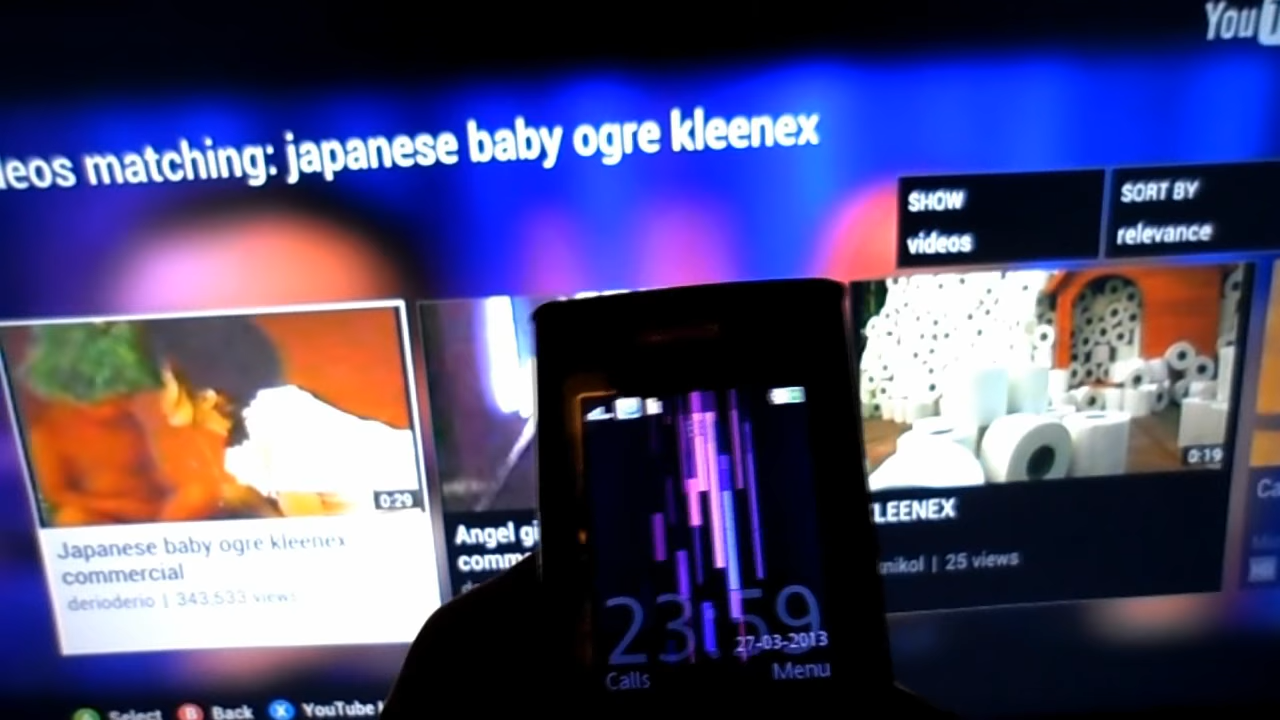 You
leos matching: japanese baby ogre kleenex
SHOW
videos
SORT BY
relevance
0:29
0:19
Japanese baby ogre kleenex
commercial
derioderio | 343,533 views
Angel gi
comm
LEENEX
nikol | 25 views
23:59
27-03-2013
Calls
Menu
A Select B Back X YouTube